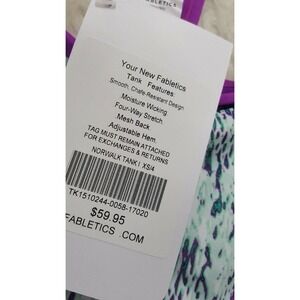 FABLETICS
Your New Fabletics
Tank Features:
Smooth, Chafe-Resistant Design
Moisture Wicking
Four-Way Stretch
Mesh Back
Adjustable Hem
TAG MUST REMAIN ATTACHED
FOR EXCHANGES & RETURNS
NORWALK TANK I XS/4
TK1510244-0058-17020
$59.95
FABLETICS.COM